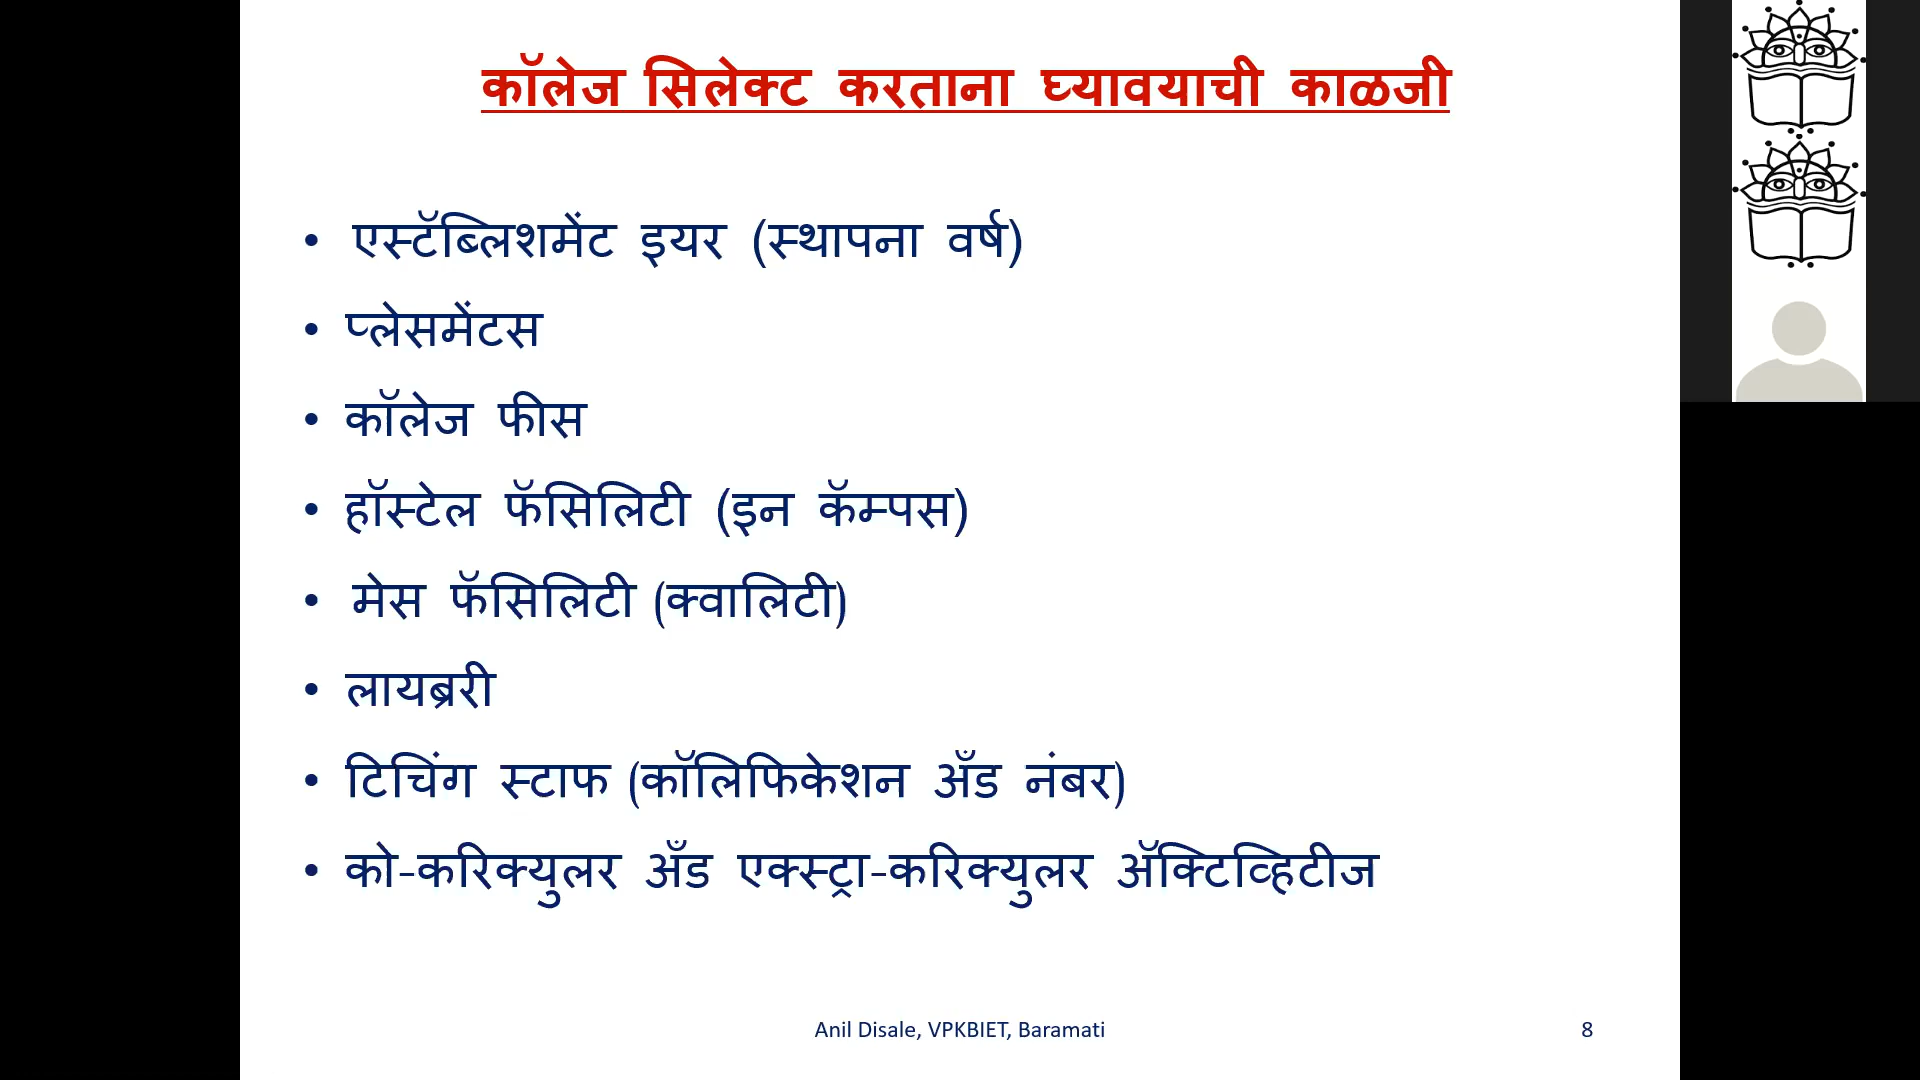 कॉलेज सिलेक्ट करताना घ्यावयाची काळजी
• एस्टॅब्लिशमेंट इयर (स्थापना वर्ष)
• प्लेसमेंटस
• कॉलेज फीस
• हॉस्टेल फॅसिलिटी (इन कॅम्पस)
• मेस फॅसिलिटी (क्वालिटी)
• लायब्ररी
• टिचिंग स्टाफ (कॉलिफिकेशन अँड नंबर)
• को-करिक्युलर अँड एक्स्ट्रा-करिक्युलर ॲक्टिव्हिटीज
Anil Disale, VPKBIET, Baramati
8